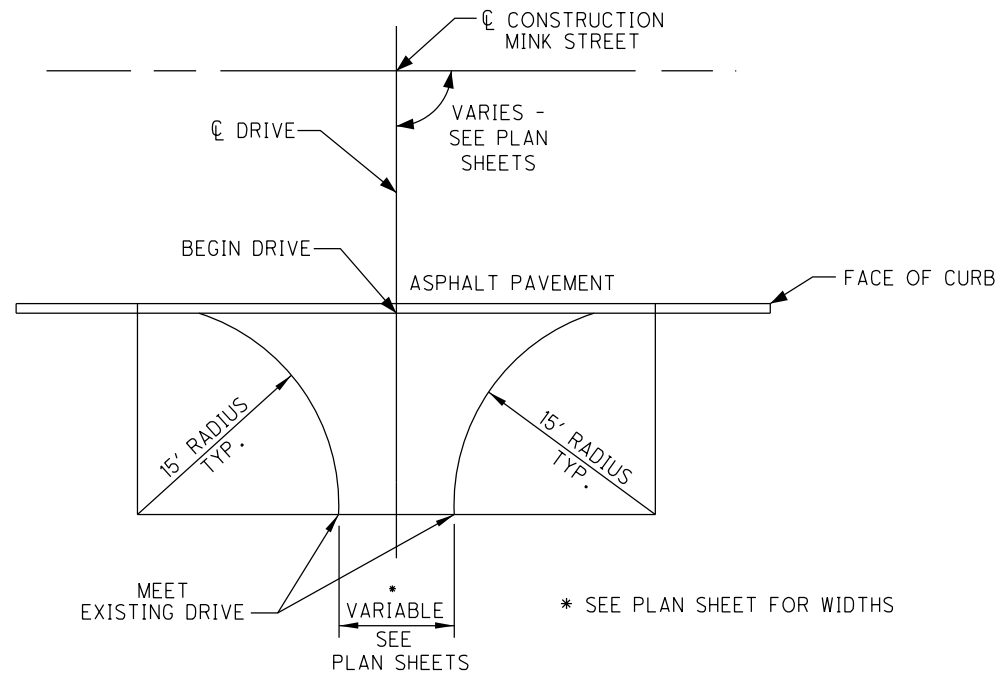 ℄ CONSTRUCTION
MINK STREET
VARIES -
SEE PLAN
SHEETS
℄ DRIVE
BEGIN DRIVE
ASPHALT PAVEMENT
FACE OF CURB
15' RADIUS
TYP.
15' RADIUS
TYP.
MEET
EXISTING DRIVE
*
VARIABLE
SEE
PLAN SHEETS
* SEE PLAN SHEET FOR WIDTHS